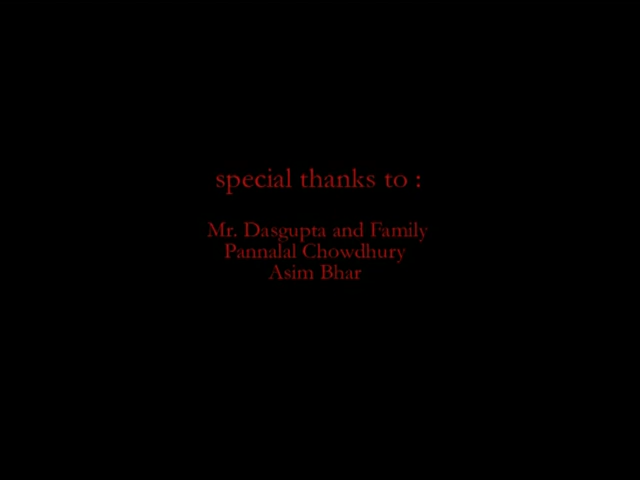 special thanks to :
Mr. Dasgupta and Family
Pannalal Chowdhury
Asim Bhar